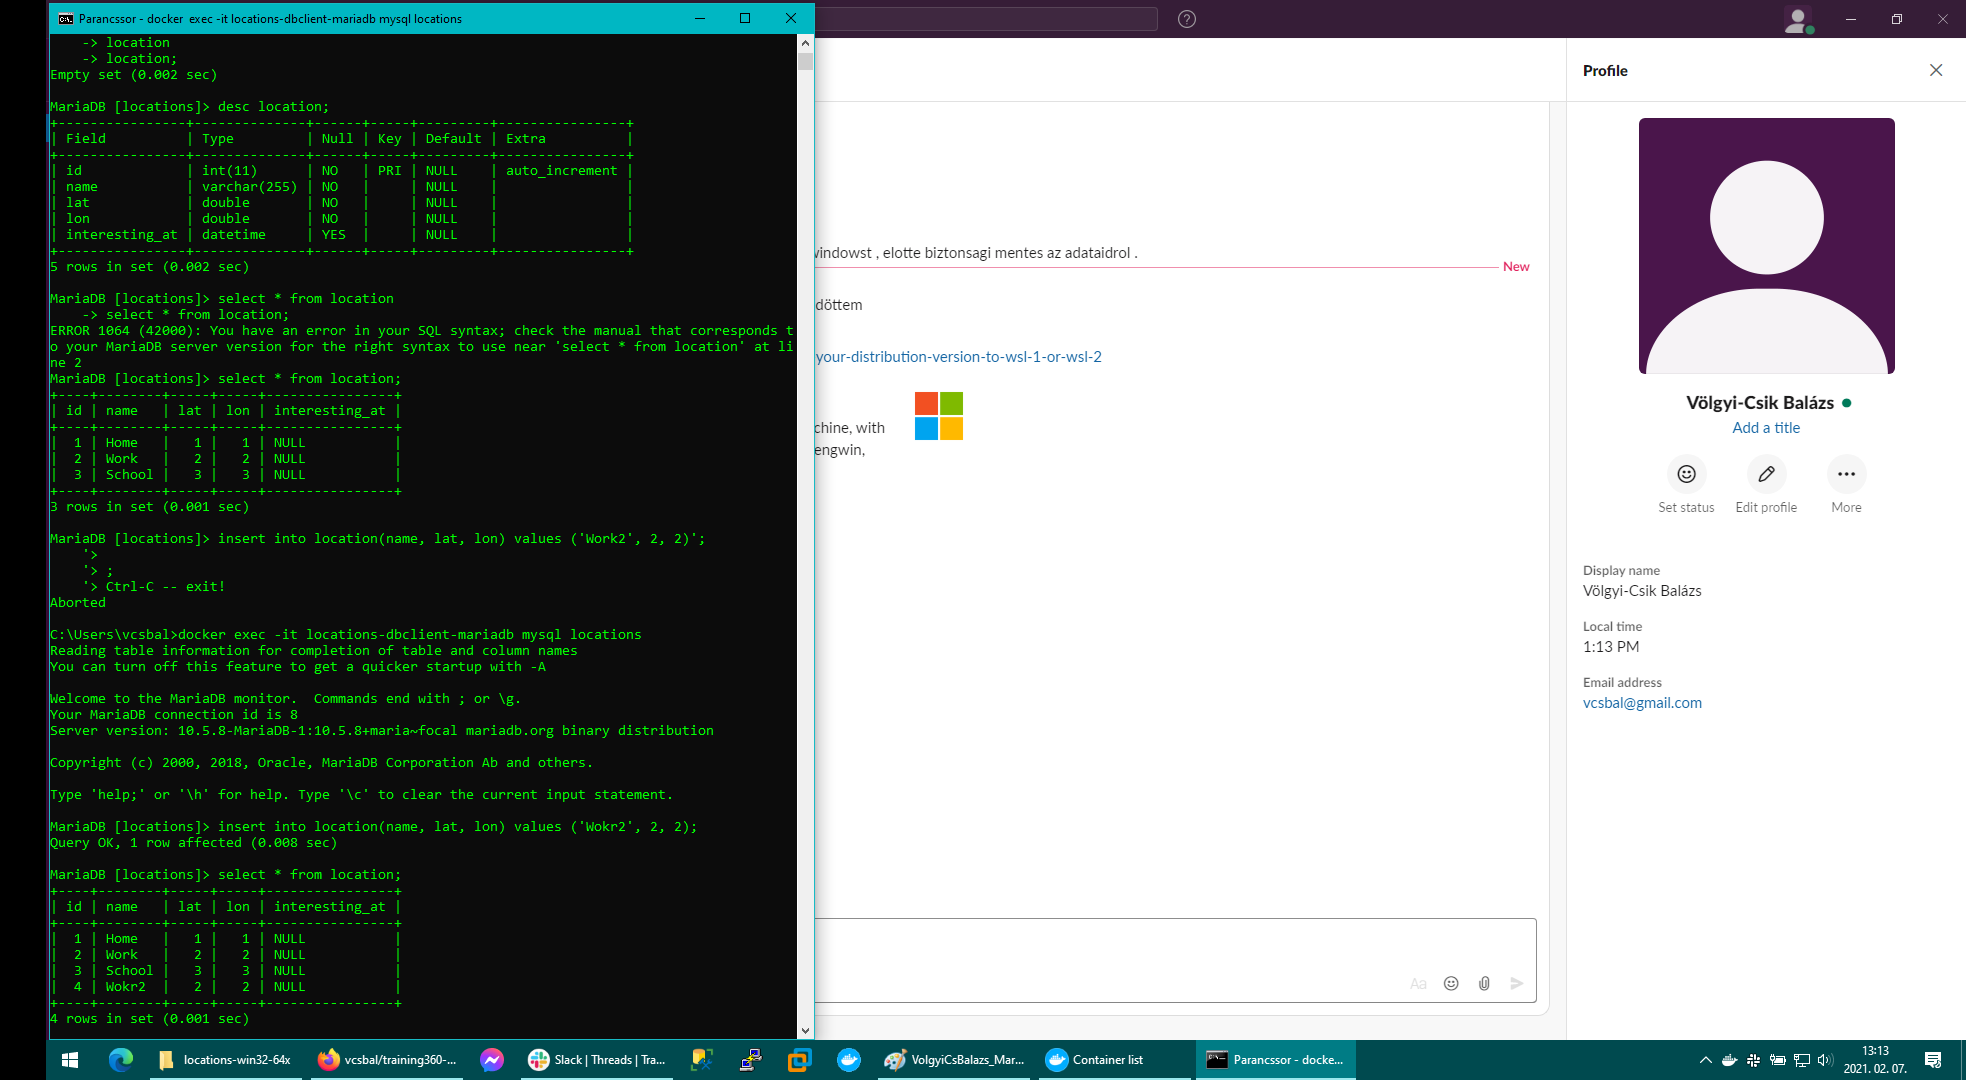 Parancssor - docker  exec -it locations-dbclient-mariadb mysql locations
    -> location
    -> location;
Empty set (0.002 sec)
MariaDB [locations]> desc location;
+----------------+--------------+------+-----+---------+----------------+
| Field          | Type         | Null | Key | Default | Extra          |
+----------------+--------------+------+-----+---------+----------------+
| id             | int(11)      | NO   | PRI | NULL    | auto_increment |
| name           | varchar(255) | NO   |     | NULL    |                |
| lat            | double       | NO   |     | NULL    |                |
| lon            | double       | NO   |     | NULL    |                |
| interesting_at | datetime     | YES  |     | NULL    |                |
+----------------+--------------+------+-----+---------+----------------+
5 rows in set (0.002 sec)
MariaDB [locations]> select * from location
    -> select * from location;
ERROR 1064 (42000): You have an error in your SQL syntax; check the manual that corresponds t
o your MariaDB server version for the right syntax to use near 'select * from location' at li
ne 2
MariaDB [locations]> select * from location;
+----+--------+-----+-----+----------------+
| id | name   | lat | lon | interesting_at |
+----+--------+-----+-----+----------------+
|  1 | Home   |   1 |   1 | NULL           |
|  2 | Work   |   2 |   2 | NULL           |
|  3 | School |   3 |   3 | NULL           |
+----+--------+-----+-----+----------------+
3 rows in set (0.001 sec)
MariaDB [locations]> insert into location(name, lat, lon) values ('Work2', 2, 2)';
    '>
    '> ;
    '> Ctrl-C -- exit!
Aborted
C:\Users\vcsbal>docker exec -it locations-dbclient-mariadb mysql locations
Reading table information for completion of table and column names
You can turn off this feature to get a quicker startup with -A
Welcome to the MariaDB monitor.  Commands end with ; or \g.
Your MariaDB connection id is 8
Server version: 10.5.8-MariaDB-1:10.5.8+maria~focal mariadb.org binary distribution
Copyright (c) 2000, 2018, Oracle, MariaDB Corporation Ab and others.
Type 'help;' or '\h' for help. Type '\c' to clear the current input statement.
MariaDB [locations]> insert into location(name, lat, lon) values ('Wokr2', 2, 2);
Query OK, 1 row affected (0.008 sec)
MariaDB [locations]> select * from location;
+----+--------+-----+-----+----------------+
| id | name   | lat | lon | interesting_at |
+----+--------+-----+-----+----------------+
|  1 | Home   |   1 |   1 | NULL           |
|  2 | Work   |   2 |   2 | NULL           |
|  3 | School |   3 |   3 | NULL           |
|  4 | Wokr2  |   2 |   2 | NULL           |
+----+--------+-----+-----+----------------+
4 rows in set (0.001 sec)
windowst , elotte biztonsagi mentes az adataidrol .
New
döttem
your-distribution-version-to-wsl-1-or-wsl-2
chine, with
engwin,
Aa
Profile
Völgyi-Csik Balázs
Add a title
Set status
Edit profile
More
Display name
Völgyi-Csik Balázs
Local time
1:13 PM
Email address
vcsbal@gmail.com
locations-win32-64x
vcsbal/training360-...
Slack | Threads | Tra...
VolgyiCsBalazs_Mar...
Container list
Parancssor - docke...
13:13
2021. 02. 07.